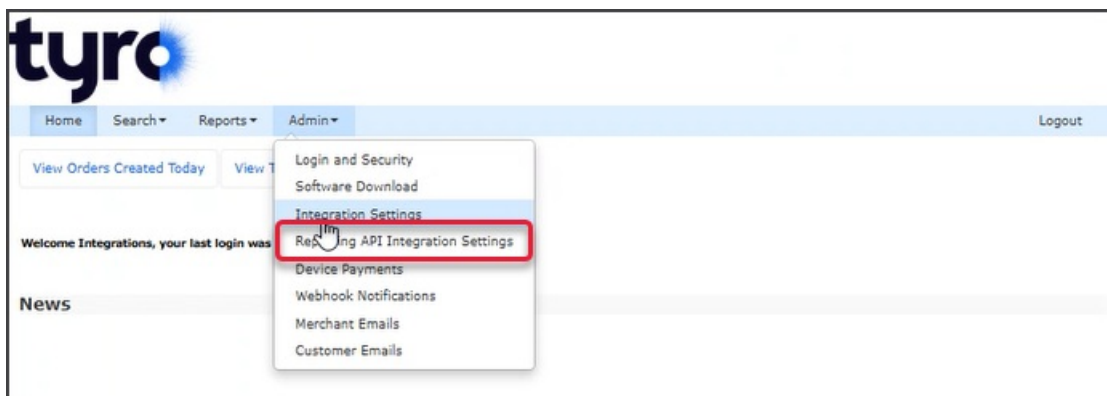 tyro
Home Search Reports Admin Logout
View Orders Created Today View T
Login and Security
Software Download
Integration Settings
Welcome Integrations, your last login was
Reporting API Integration Settings
Device Payments
Webhook Notifications
News
Merchant Emails
Customer Emails